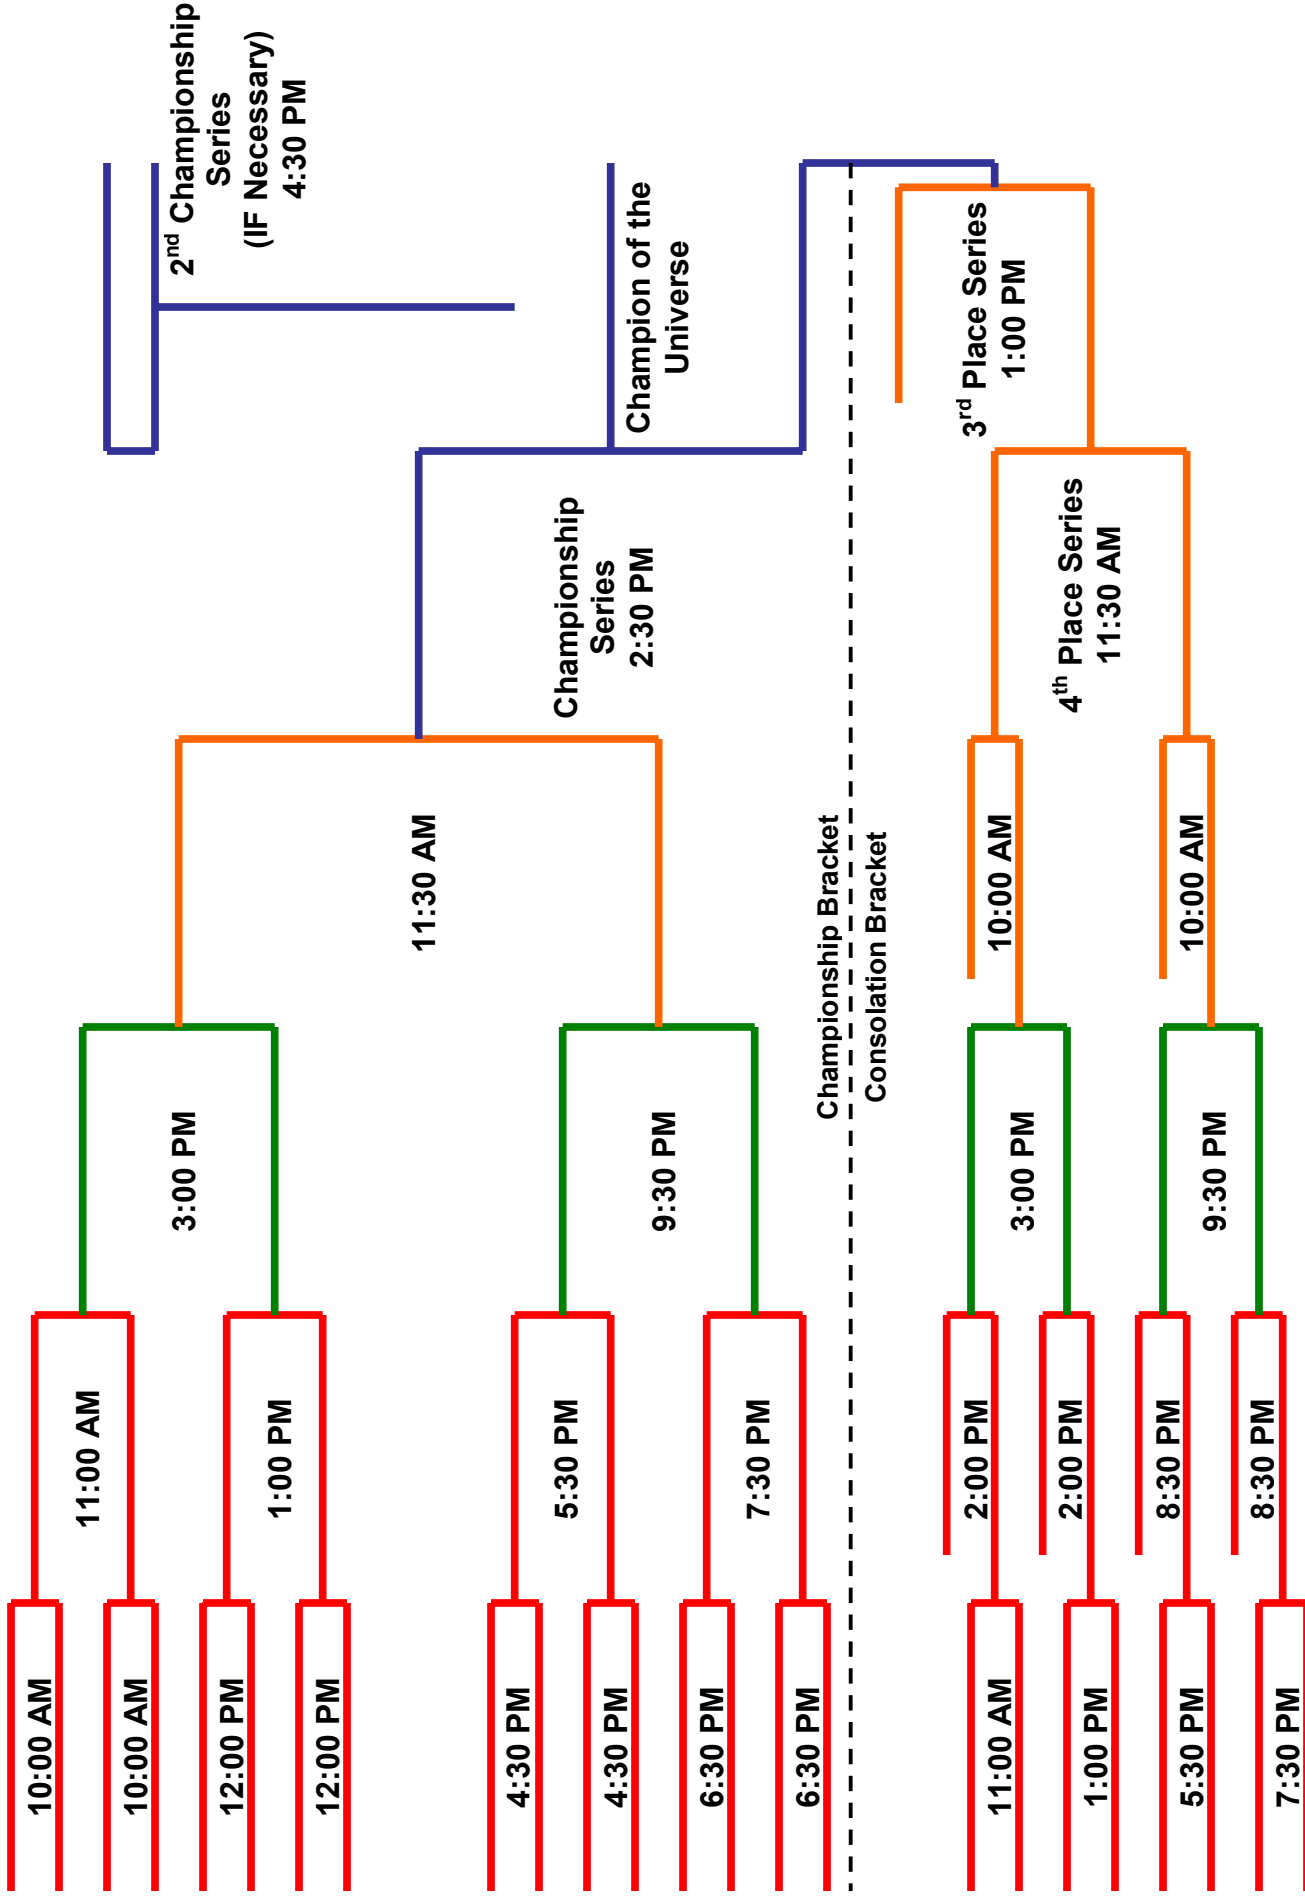 10:00 AM
10:00 AM
12:00 PM
12:00 PM
4:30 PM
4:30 PM
6:30 PM
6:30 PM
11:00 AM
1:00 PM
5:30 PM
7:30 PM
11:00 AM
1:00 PM
5:30 PM
7:30 PM
2:00 PM
2:00 PM
8:30 PM
8:30 PM
3:00 PM
9:30 PM
3:00 PM
9:30 PM
11:30 AM
Championship Bracket
Consolation Bracket
10:00 AM
10:00 AM
Championship
Series
2:30 PM
4th Place Series
11:30 AM
2nd Championship
Series
(IF Necessary)
4:30 PM
Champion of the
Universe
3rd Place Series
1:00 PM